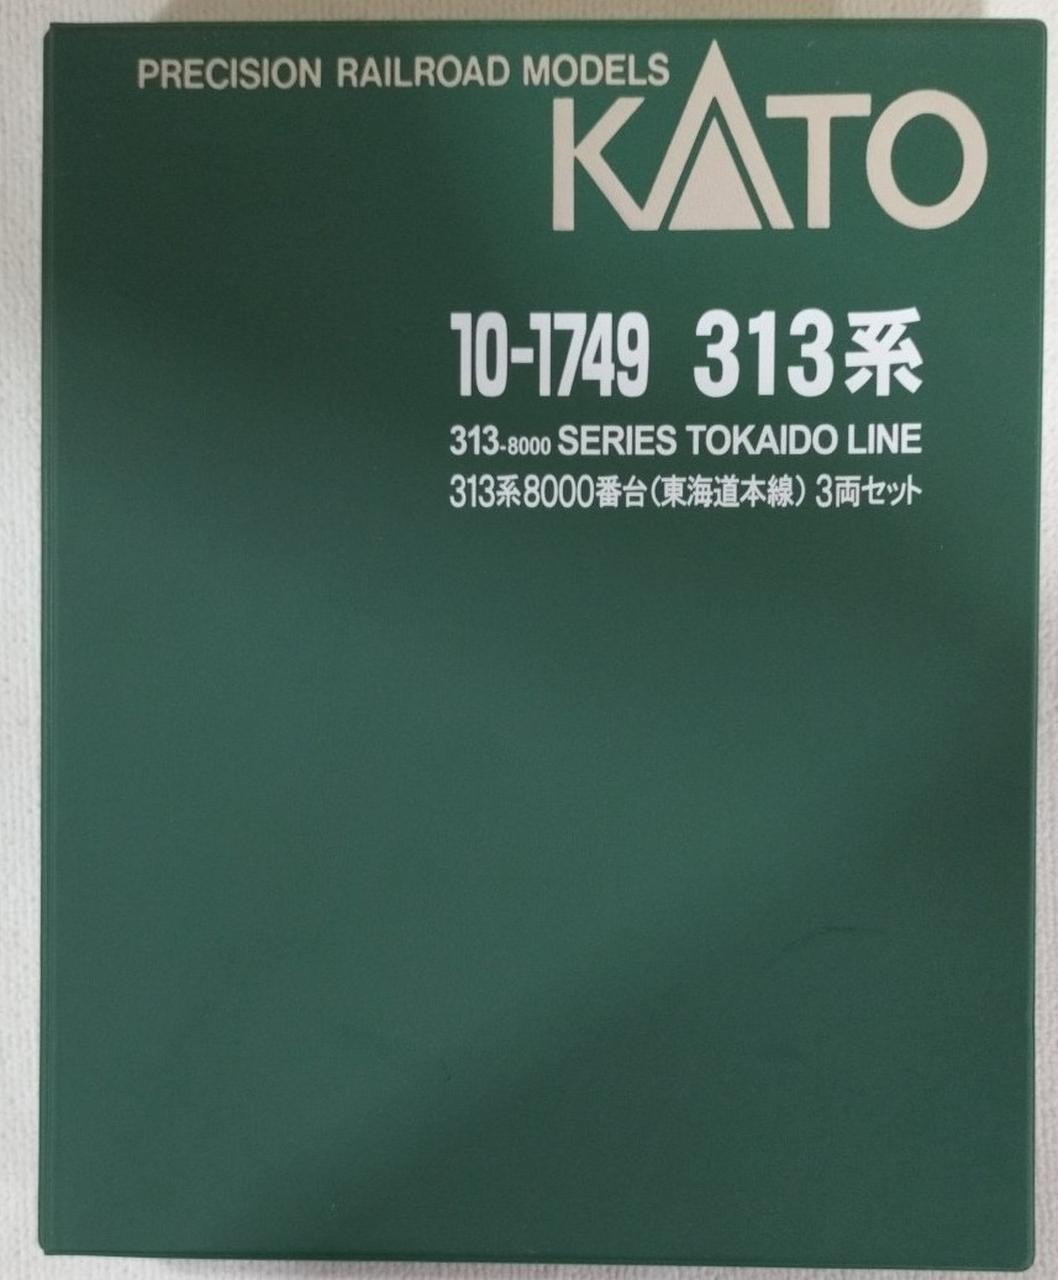 PRECISION RAILROAD MODELS
KATO
10-1749 313系
313-8000 SERIES TOKAIDO LINE
313系8000番台(東海道本線) 3両セット